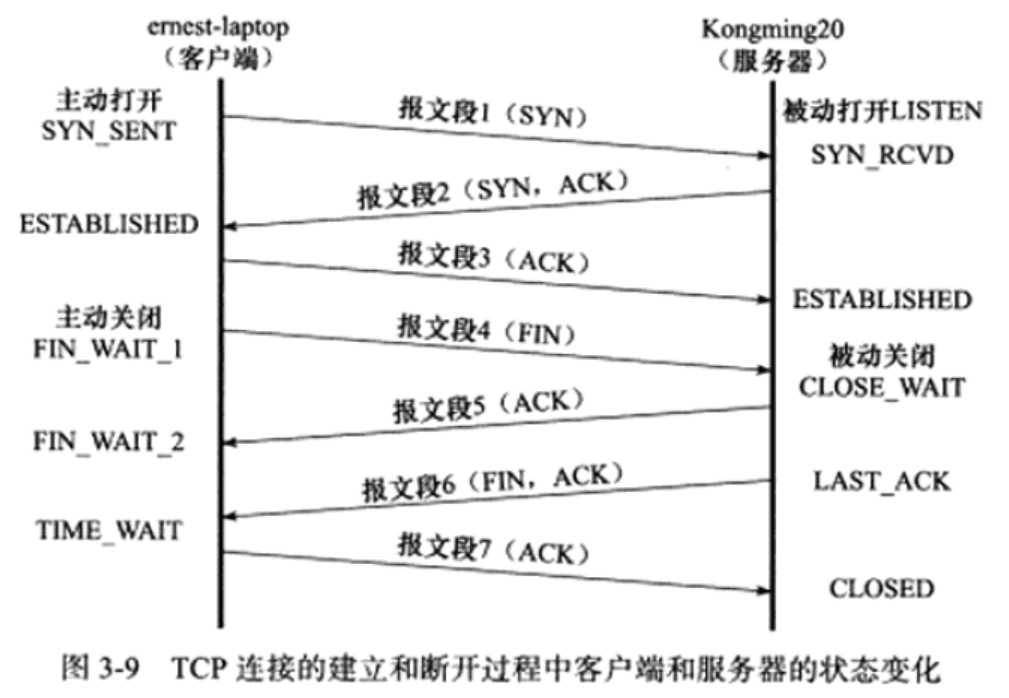 ernest-laptop
（客户端）
Kongming20
（服务器）
主动打开
SYN_SENT
报文段1（SYN）
被动打开LISTEN
SYN_RCVD
报文段2（SYN，ACK）
ESTABLISHED
报文段3（ACK）
ESTABLISHED
主动关闭
FIN_WAIT_1
报文段4（FIN）
被动关闭
CLOSE_WAIT
报文段5（ACK）
FIN_WAIT_2
报文段6（FIN，ACK）
LAST_ACK
TIME_WAIT
报文段7（ACK）
CLOSED
图 3-9 TCP 连接的建立和断开过程中客户端和服务器的状态变化